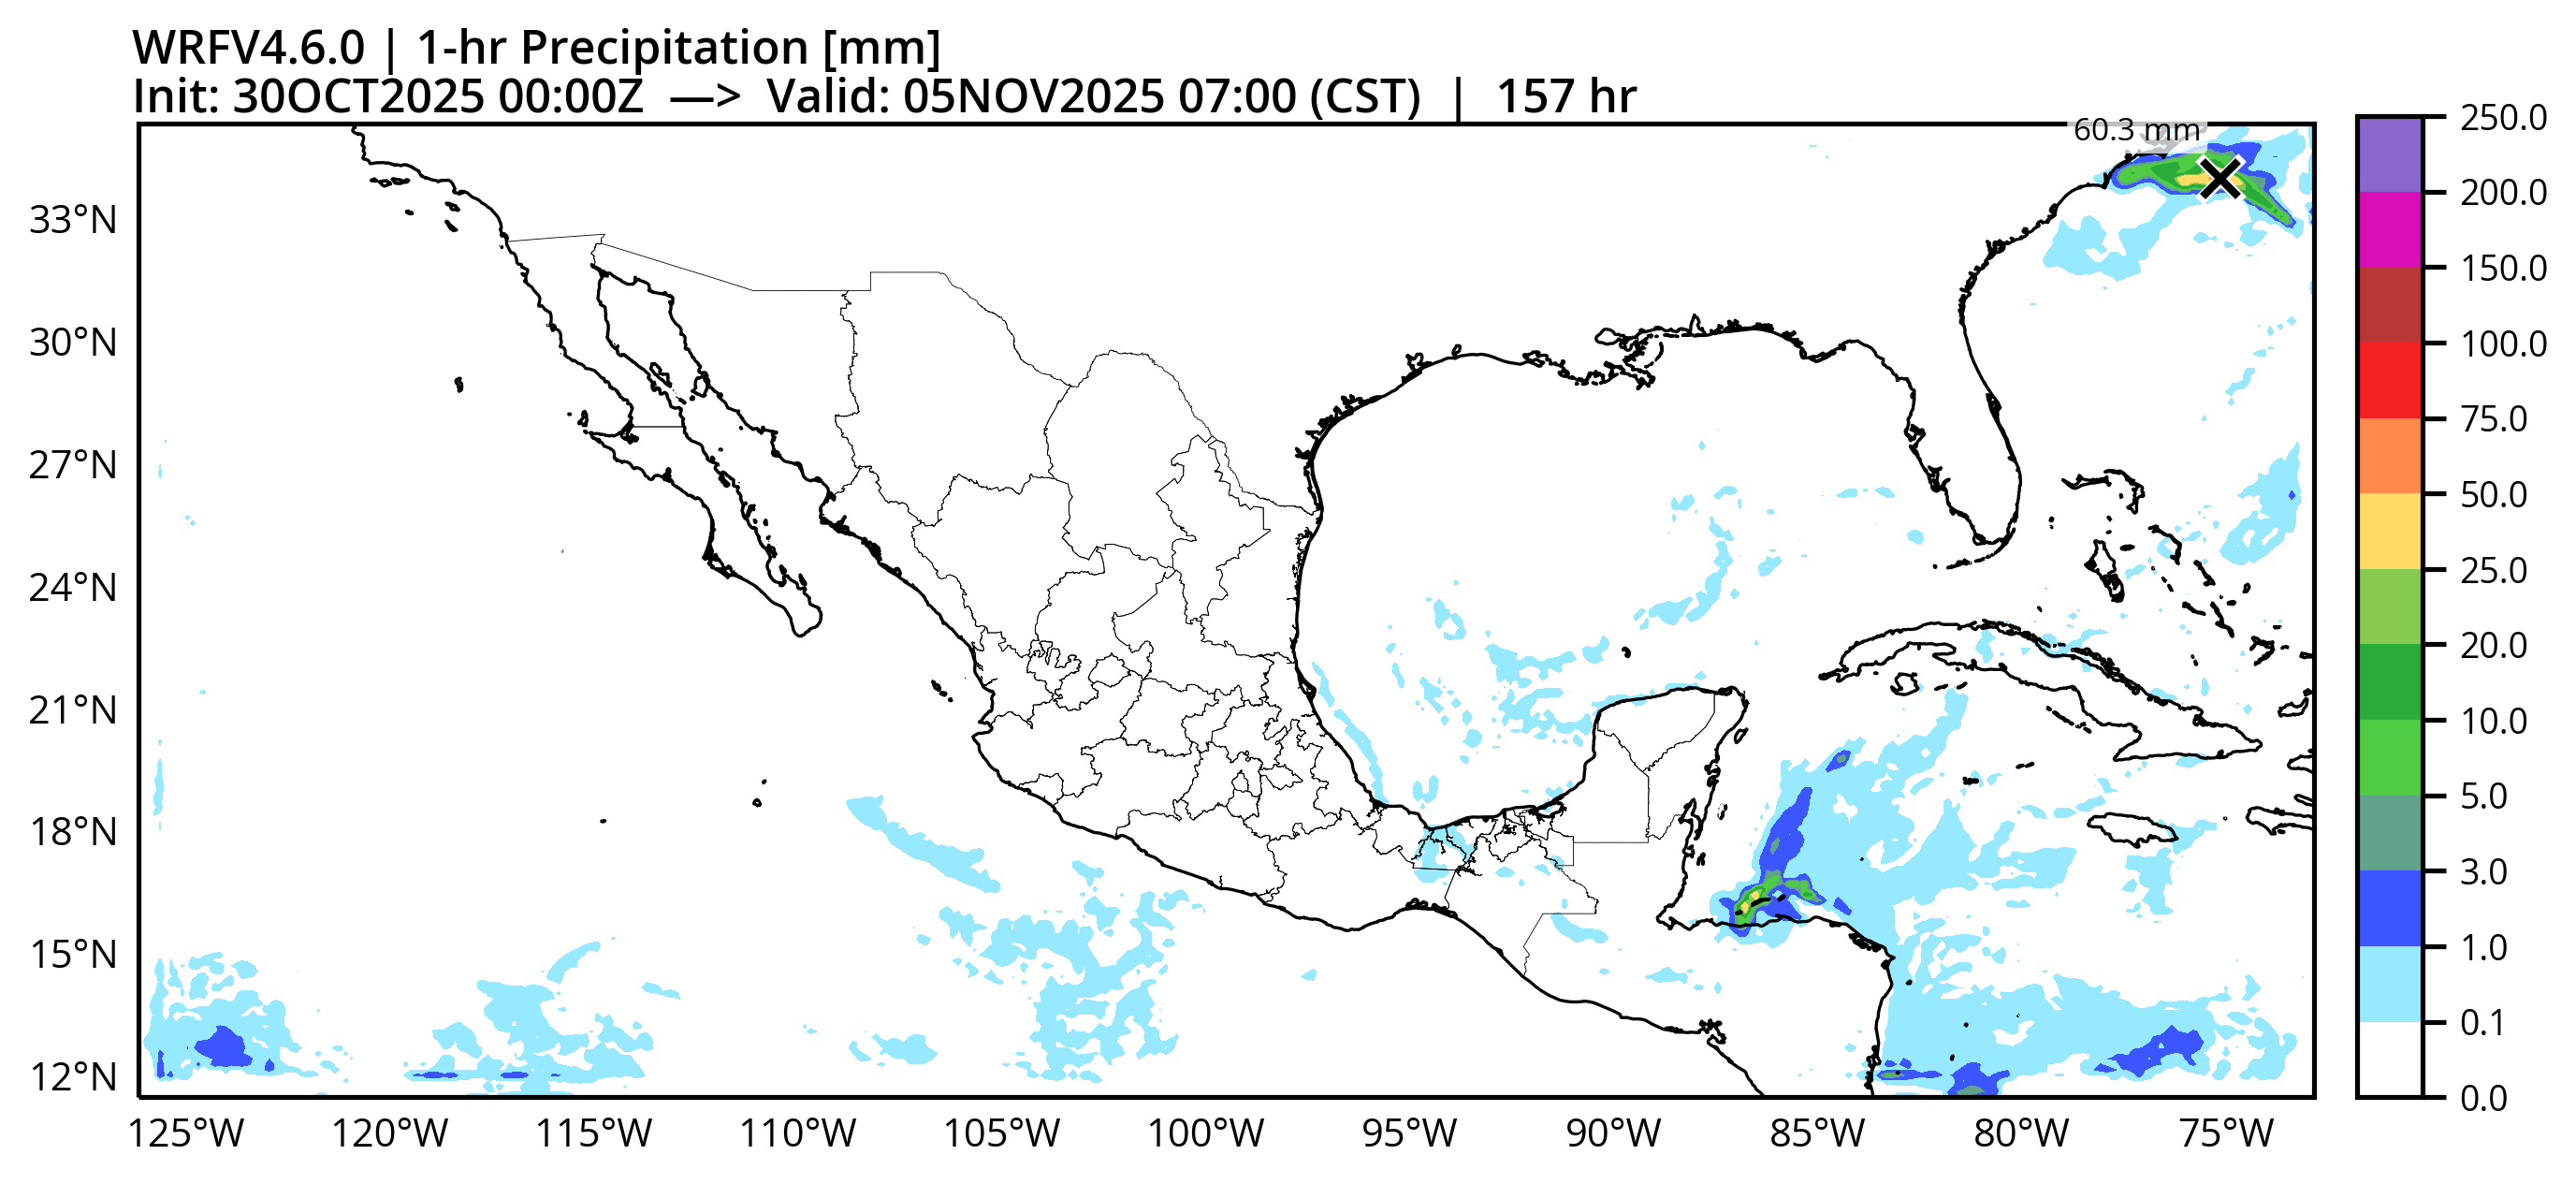 WRFV4.6.0 | 1-hr Precipitation [mm]
Init: 30OCT2025 00:00Z —> Valid: 05NOV2025 07:00 (CST) | 157 hr
60.3 mm
33°N
30°N
27°N
24°N
21°N
18°N
15°N
12°N
125°W 120°W 115°W 110°W 105°W 100°W 95°W 90°W 85°W 80°W 75°W
250.0
200.0
150.0
100.0
75.0
50.0
25.0
20.0
10.0
5.0
3.0
1.0
0.1
0.0